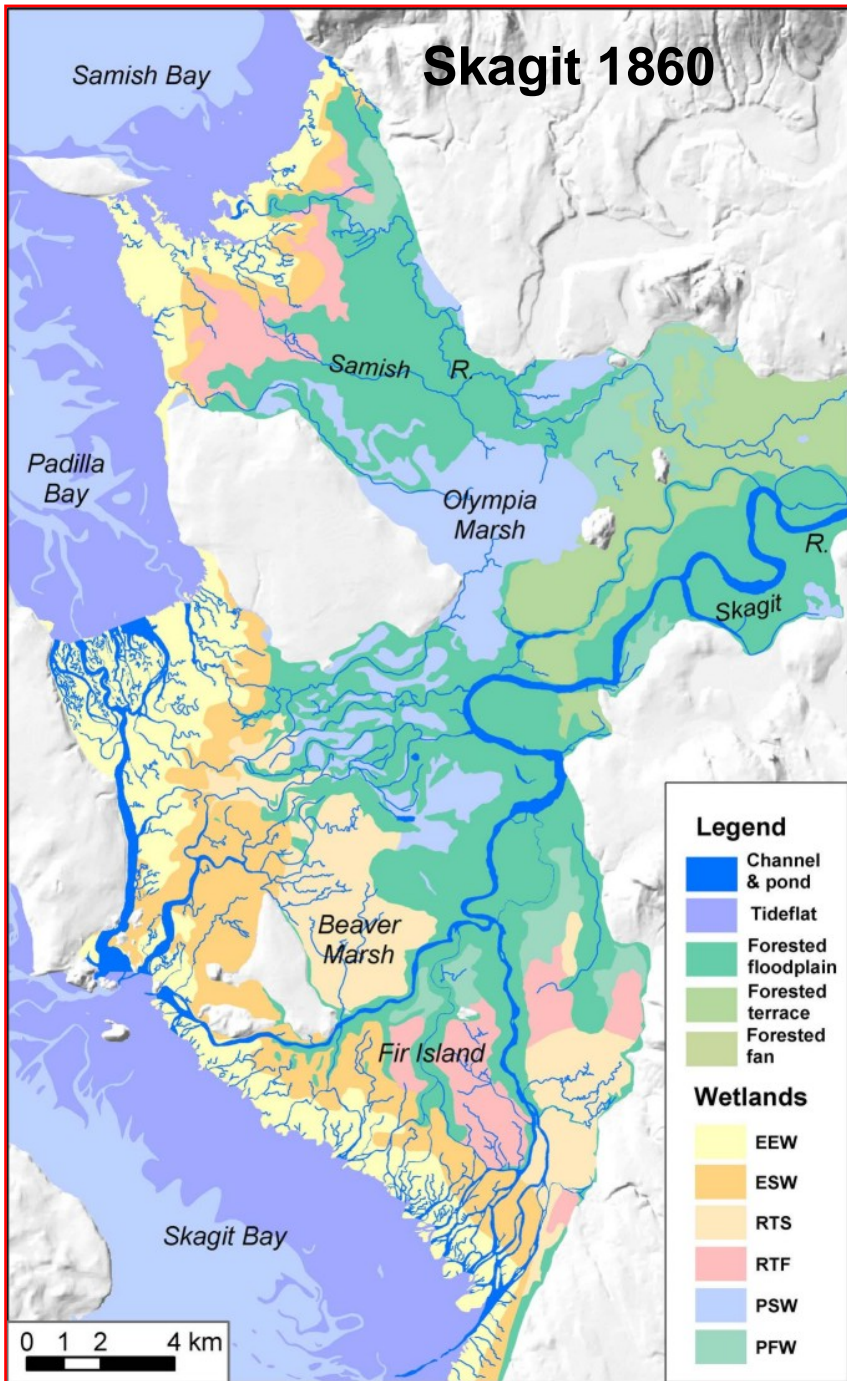 Skagit 1860
Samish Bay
Samish
R.
Padilla
Bay
Olympia
Marsh
R.
Skagit
Beaver
Marsh
Fir Island
Skagit Bay
0 1 2 4 km
Legend
Channel
& pond
Tideflat
Forested
floodplain
Forested
terrace
Forested
fan
Wetlands
EEW
ESW
RTS
RTF
PSW
PFW